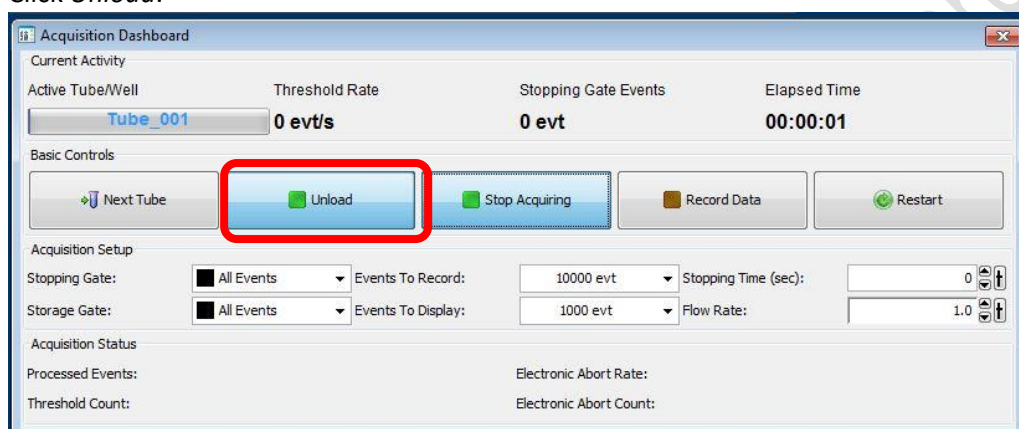 Click Unload.
Acquisition Dashboard
Current Activity
Active Tube/Well Threshold Rate Stopping Gate Events Elapsed Time
Tube_001 0 evt/s 0 evt 00:00:01
Basic Controls
Next Tube Unload Stop Acquiring Record Data Restart
Acquisition Setup
Stopping Gate: All Events Events To Record: 10000 evt Stopping Time (sec): 0
Storage Gate: All Events Events To Display: 1000 evt Flow Rate: 1.0
Acquisition Status
Processed Events: Electronic Abort Rate:
Threshold Count: Electronic Abort Count: